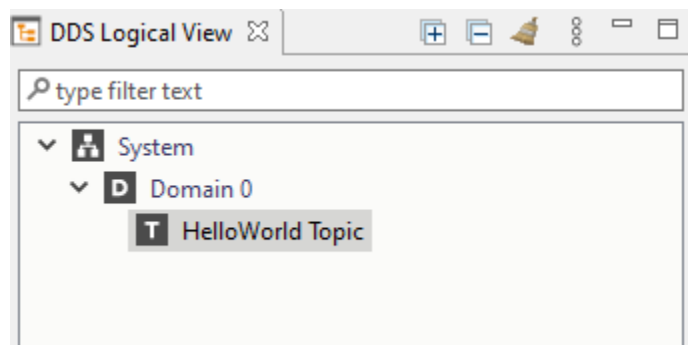 DDS Logical View
type filter text
System
D Domain 0
T HelloWorld Topic